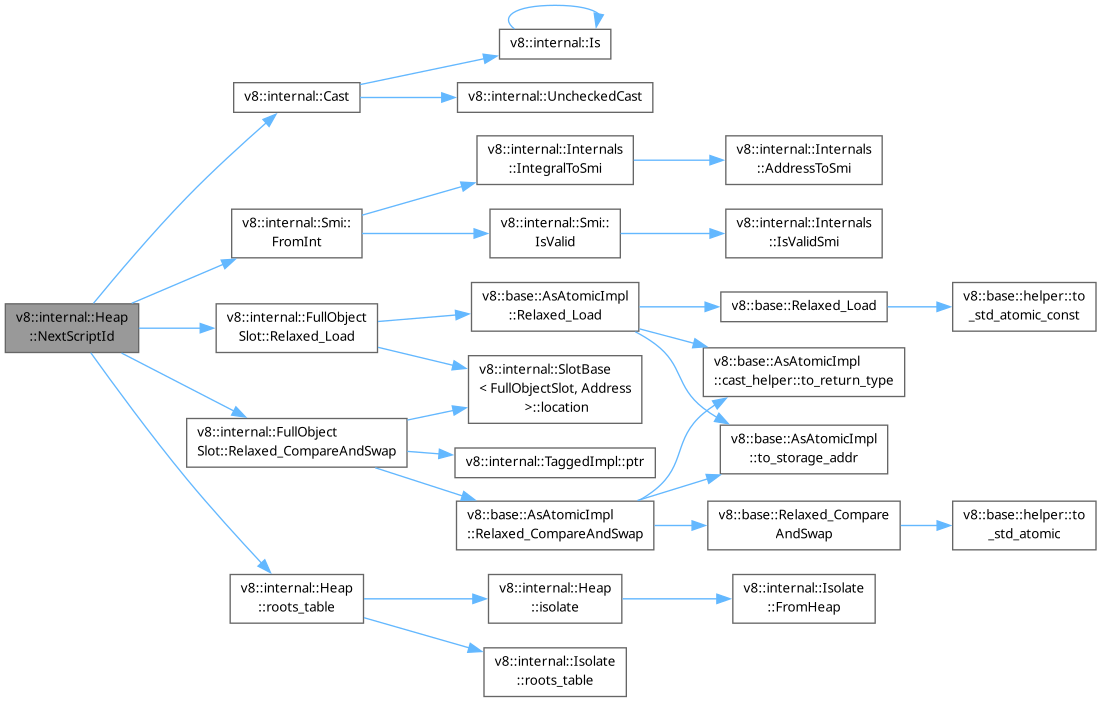 v8::internal::Is
v8::internal::Cast
v8::internal::UncheckedCast
v8::internal::Internals
::IntegralToSmi
v8::internal::Internals
::AddressToSmi
v8::internal::Smi::
FromInt
v8::internal::Smi::
IsValid
v8::internal::Internals
::IsValidSmi
v8::internal::Heap
::NextScriptId
v8::internal::FullObject
Slot::Relaxed_Load
v8::base::AsAtomicImpl
::Relaxed_Load
v8::base::Relaxed_Load
v8::base::helper::to
_std_atomic_const
v8::internal::SlotBase
< FullObjectSlot, Address
>::location
v8::base::AsAtomicImpl
::cast_helper::to_return_type
v8::internal::FullObject
Slot::Relaxed_CompareAndSwap
v8::internal::TaggedImpl::ptr
v8::base::AsAtomicImpl
::to_storage_addr
v8::base::AsAtomicImpl
::Relaxed_CompareAndSwap
v8::base::Relaxed_Compare
AndSwap
v8::base::helper::to
_std_atomic
v8::internal::Heap
::roots_table
v8::internal::Heap
::isolate
v8::internal::Isolate
::FromHeap
v8::internal::Isolate
::roots_table